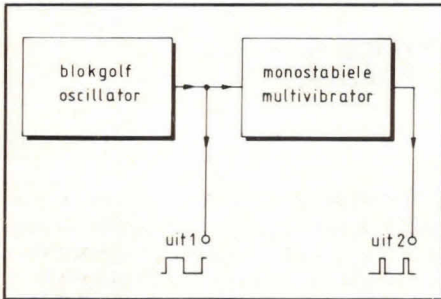 blokgolf
oscillator
monostabiele
multivibrator
uit 1
uit 2